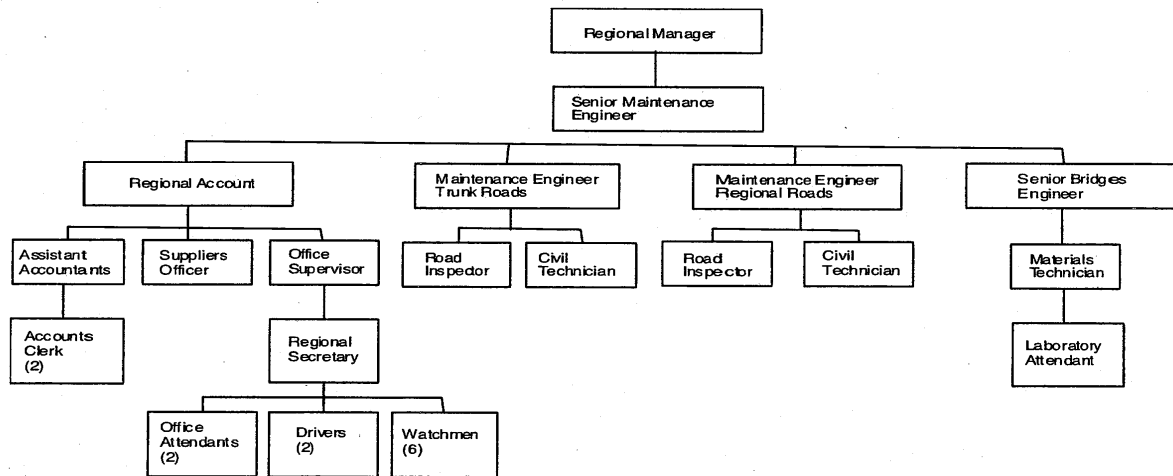 Regional Manager
Senior Maintenance
Engineer
Regional Account
Maintenance Engineer
Trunk Roads
Maintenance Engineer
Regional Roads
Senior Bridges
Engineer
Assistant
Accountants
Suppliers
Officer
Office
Supervisor
Road
Inspector
Civil
Technician
Road
Inspector
Civil
Technician
Materials
Technician
Accounts
Clerk
(2)
Regional
Secretary
Laboratory
Attendant
Office
Attendants
(2)
Drivers
(2)
Watchmen
(6)